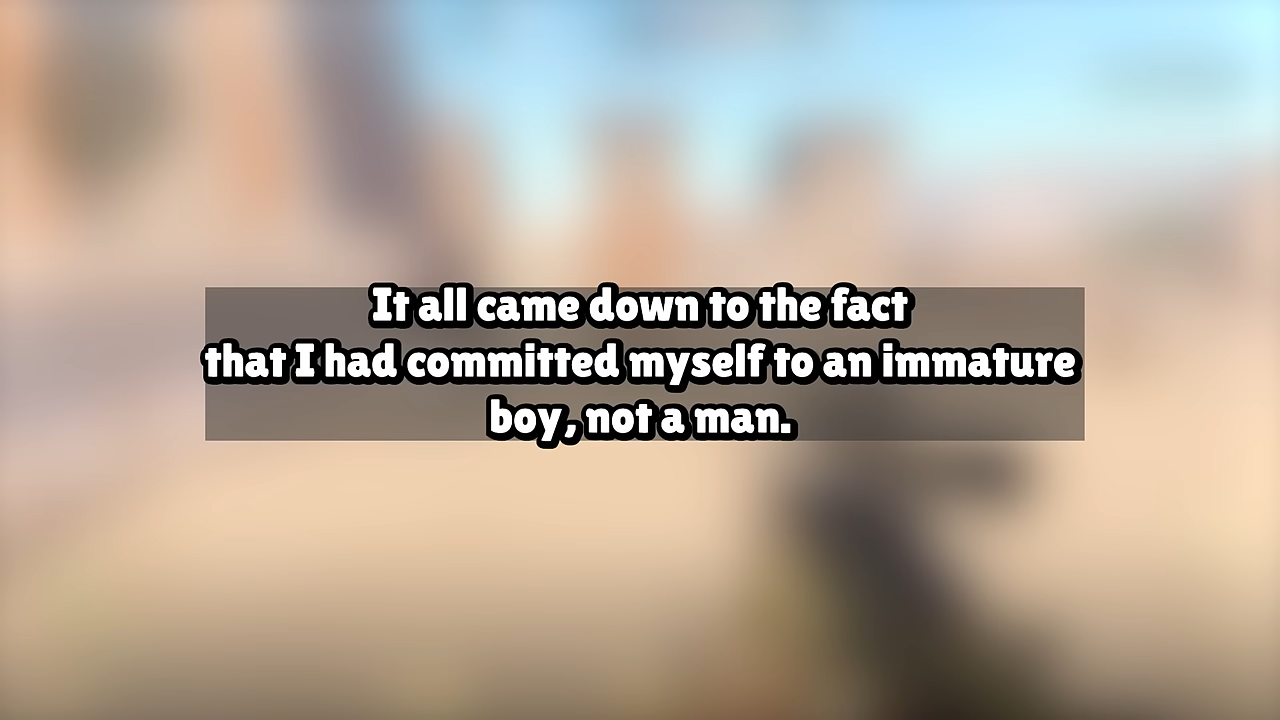 It all came down to the fact
that I had committed myself to an immature
boy, not a man.